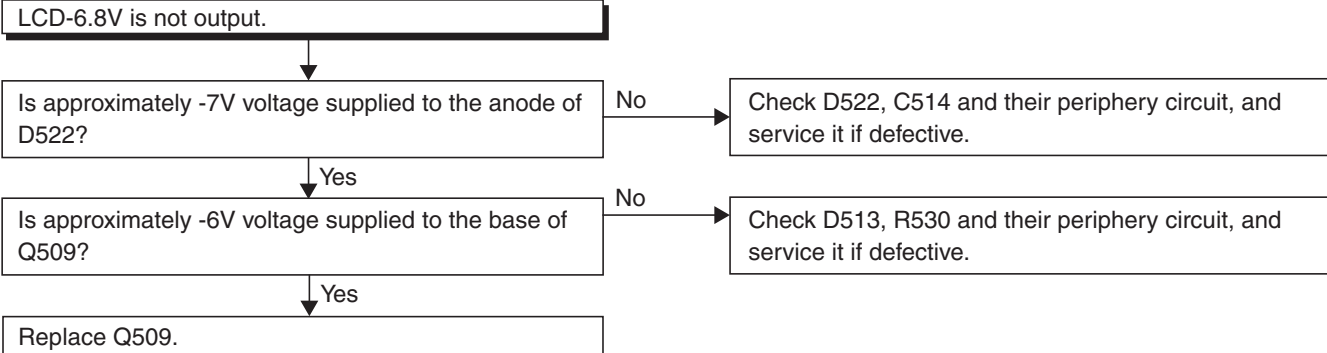 LCD-6.8V is not output.
Is approximately -7V voltage supplied to the anode of
D522?
No
Check D522, C514 and their periphery circuit, and
service it if defective.
Yes
Is approximately -6V voltage supplied to the base of
Q509?
No
Check D513, R530 and their periphery circuit, and
service it if defective.
Yes
Replace Q509.